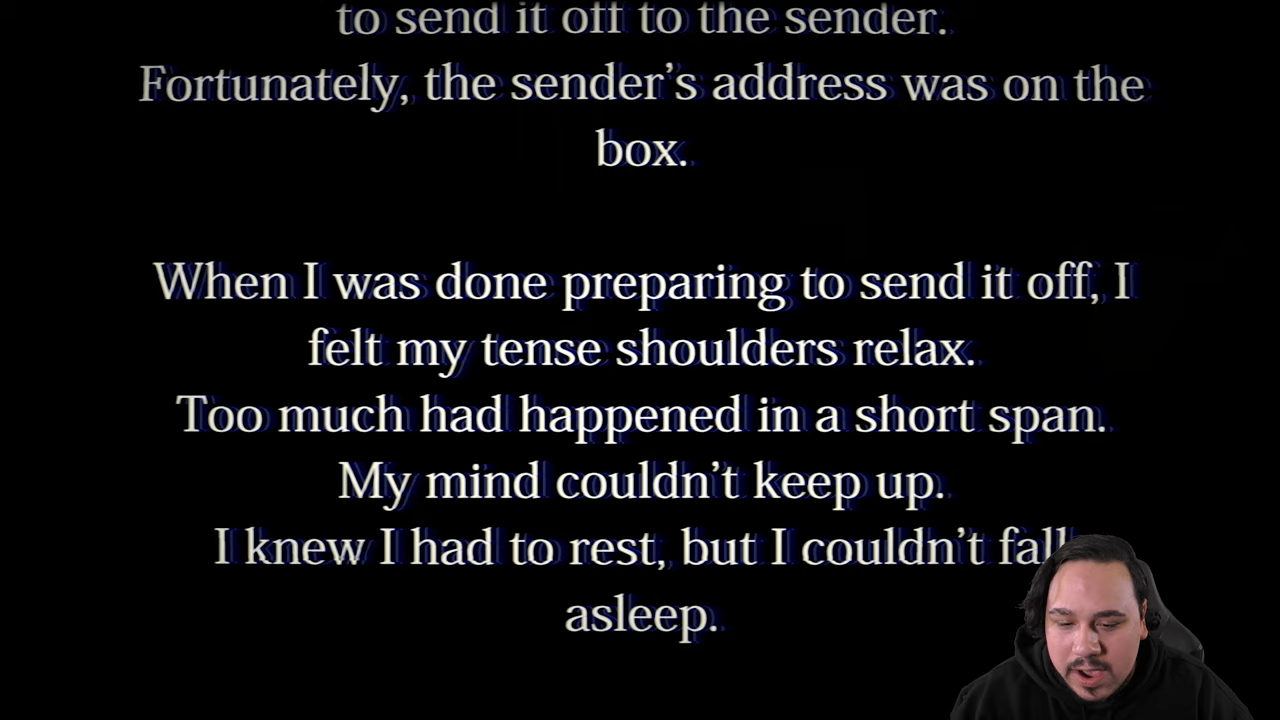 to send it off to the sender.
Fortunately, the sender’s address was on the
box.
When I was done preparing to send it off, I
felt my tense shoulders relax.
Too much had happened in a short span.
My mind couldn’t keep up.
I knew I had to rest, but I couldn’t fall
asleep.